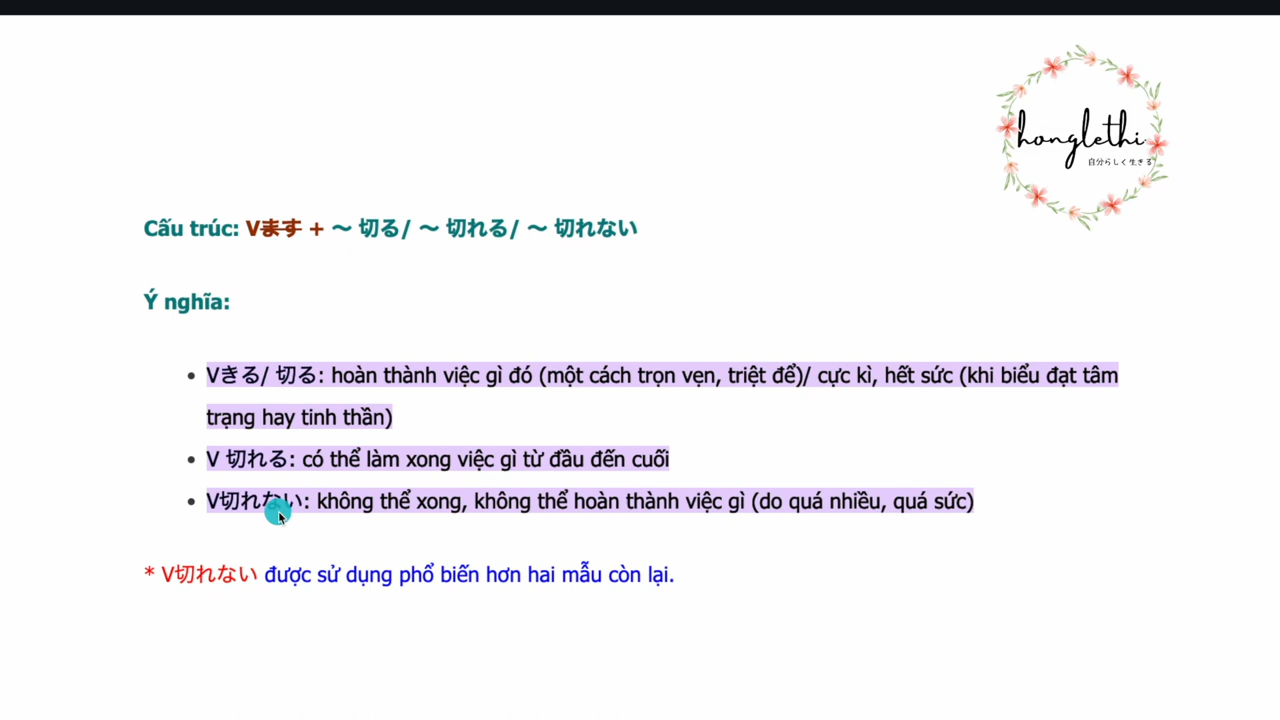 honglethi
自分らしく生きる
Cấu trúc: Vます + ～ 切る/ ～ 切れる/ ～ 切れない
Ý nghĩa:
• Vきる/ 切る: hoàn thành việc gì đó (một cách trọn vẹn, triệt để)/ cực kì, hết sức (khi biểu đạt tâm
trạng hay tinh thần)
• V 切れる: có thể làm xong việc gì từ đầu đến cuối
• V切れない: không thể xong, không thể hoàn thành việc gì (do quá nhiều, quá sức)
* V切れない được sử dụng phổ biến hơn hai mẫu còn lại.